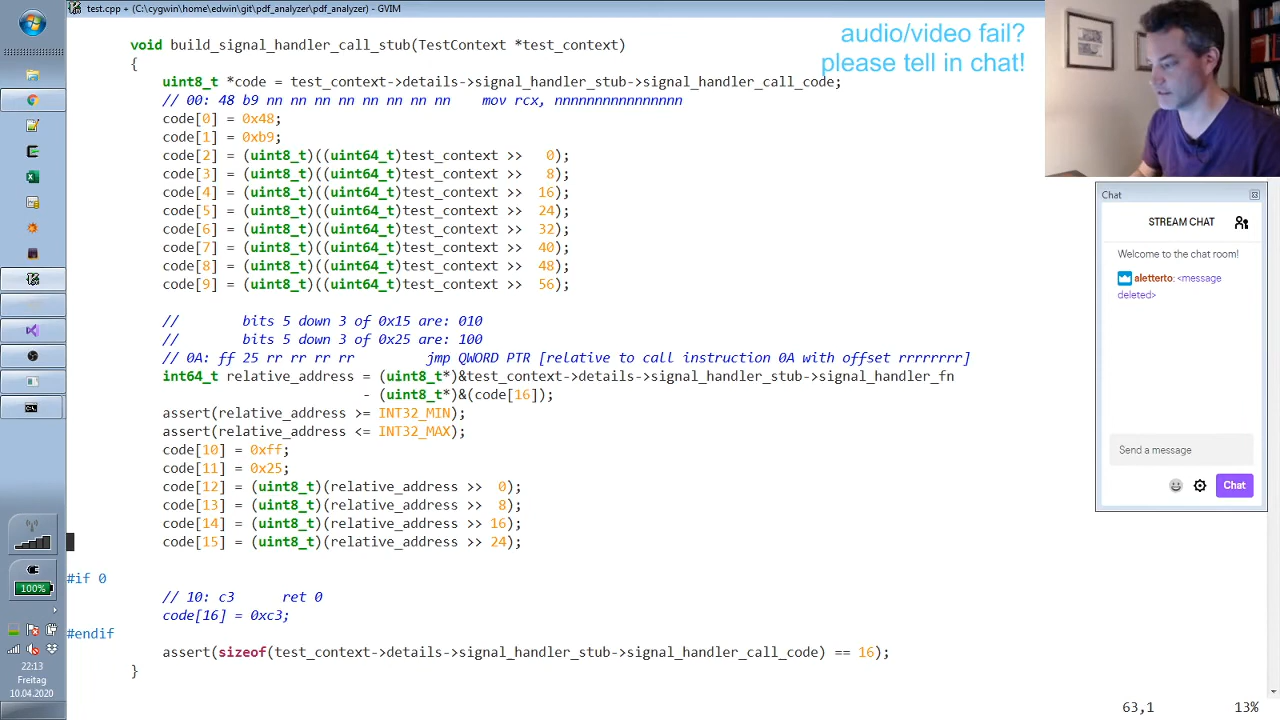 test.cpp + (C:\cygwin\home\edwin\git\pdf_analyzer\pdf_analyzer) - GVIM
audio/video fail?
please tell in chat!
void build_signal_handler_call_stub(TestContext *test_context)
{
uint8_t *code = test_context->details->signal_handler_stub->signal_handler_call_code;
// 00: 48 b9 nn nn nn nn nn nn nn nn    mov rcx, nnnnnnnnnnnnnnnn
code[0] = 0x48;
code[1] = 0xb9;
code[2] = (uint8_t)((uint64_t)test_context >>   0);
code[3] = (uint8_t)((uint64_t)test_context >>   8);
code[4] = (uint8_t)((uint64_t)test_context >>  16);
code[5] = (uint8_t)((uint64_t)test_context >>  24);
code[6] = (uint8_t)((uint64_t)test_context >>  32);
code[7] = (uint8_t)((uint64_t)test_context >>  40);
code[8] = (uint8_t)((uint64_t)test_context >>  48);
code[9] = (uint8_t)((uint64_t)test_context >>  56);
//        bits 5 down 3 of 0x15 are: 010
//        bits 5 down 3 of 0x25 are: 100
// 0A: ff 25 rr rr rr rr          jmp QWORD PTR [relative to call instruction 0A with offset rrrrrrrr]
int64_t relative_address = (uint8_t*)&test_context->details->signal_handler_stub->signal_handler_fn
- (uint8_t*)&(code[16]);
assert(relative_address >= INT32_MIN);
assert(relative_address <= INT32_MAX);
code[10] = 0xff;
code[11] = 0x25;
code[12] = (uint8_t)(relative_address >>  0);
code[13] = (uint8_t)(relative_address >>  8);
code[14] = (uint8_t)(relative_address >> 16);
code[15] = (uint8_t)(relative_address >> 24);
#if 0
// 10: c3      ret 0
code[16] = 0xc3;
#endif
assert(sizeof(test_context->details->signal_handler_stub->signal_handler_call_code) == 16);
}
63,1
13%
Chat
STREAM CHAT
Welcome to the chat room!
aletterto: <message
deleted>
Send a message
Chat
100%
22:13
Freitag
10.04.2020